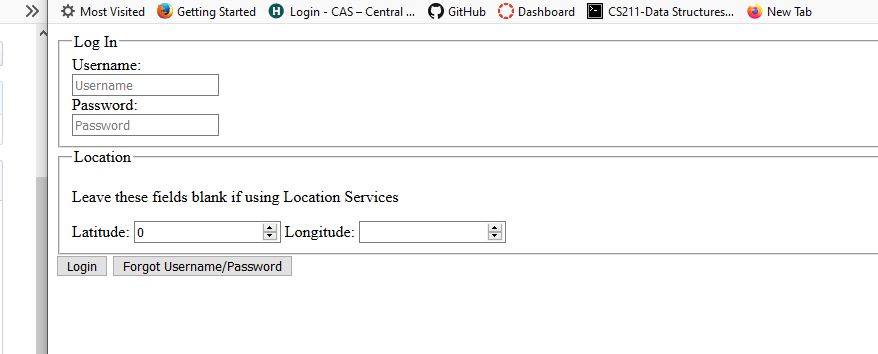 Most Visited Getting Started Login - CAS – Central ... GitHub Dashboard CS211-Data Structures... New Tab
Log In
Username:
Username
Password:
Password
Location
Leave these fields blank if using Location Services
Latitude: 0 Longitude:
Login Forgot Username/Password